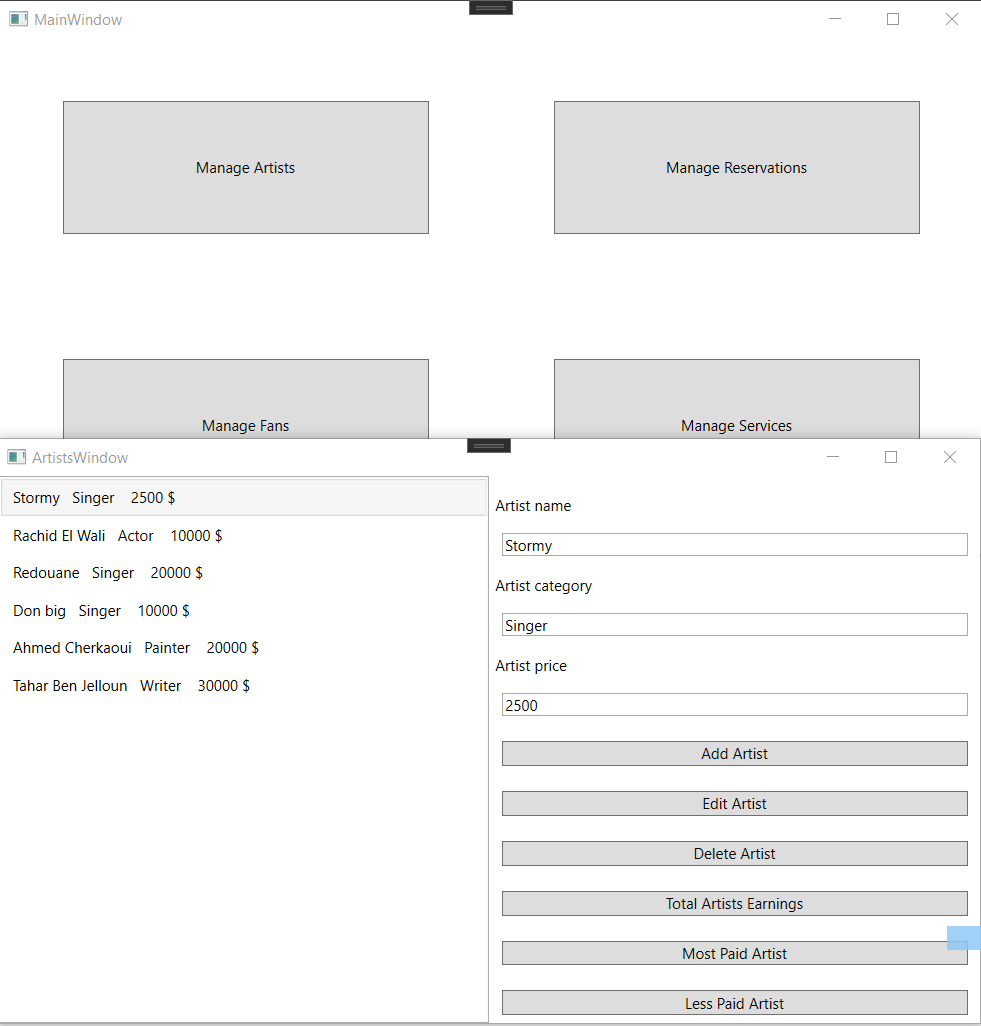 MainWindow
Manage Artists
Manage Reservations
Manage Fans
Manage Services
ArtistsWindow
Stormy Singer 2500 $
Rachid El Wali Actor 10000 $
Redouane Singer 20000 $
Don big Singer 10000 $
Ahmed Cherkaoui Painter 20000 $
Tahar Ben Jelloun Writer 30000 $
Artist name
Stormy
Artist category
Singer
Artist price
2500
Add Artist
Edit Artist
Delete Artist
Total Artists Earnings
Most Paid Artist
Less Paid Artist